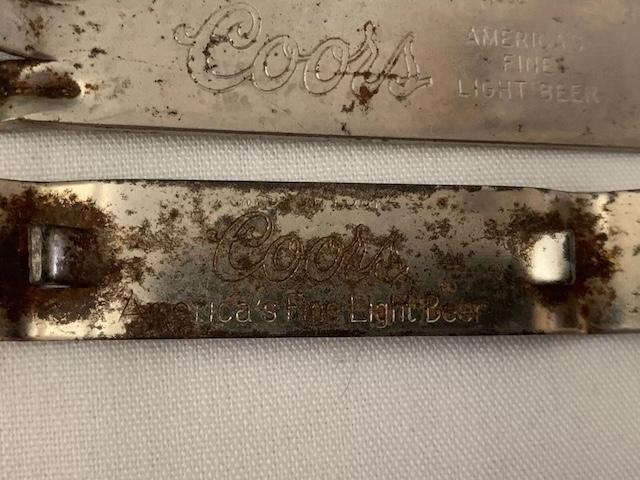 Coors
AMERICA'S
FINE
LIGHT BEER
Coors
America's Fine Light Beer